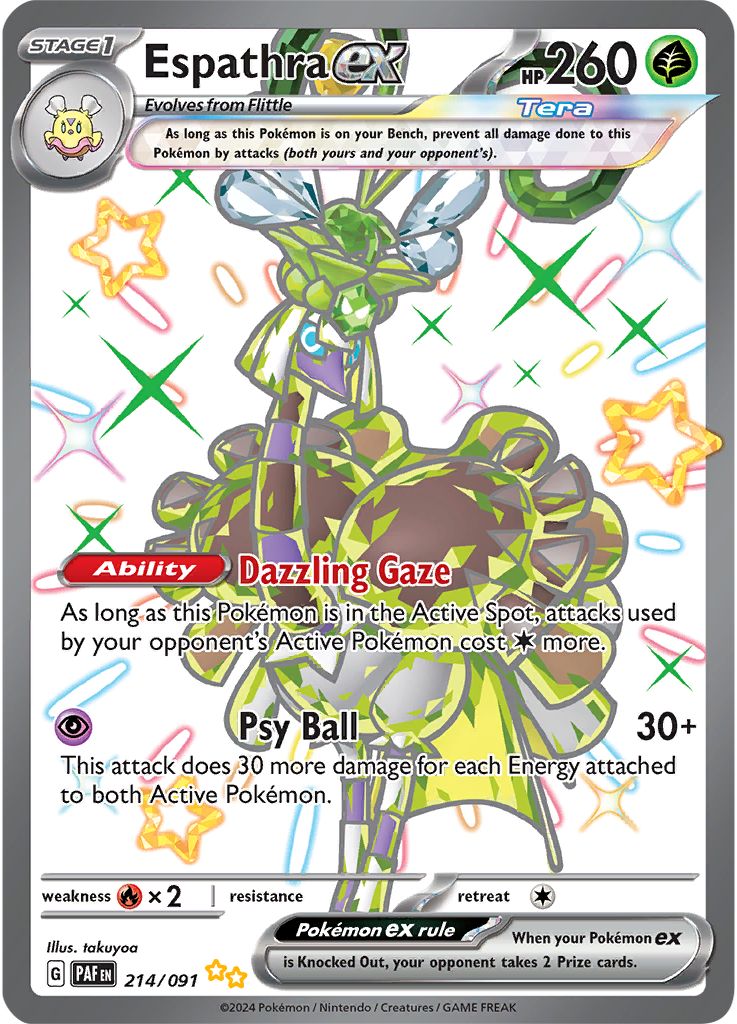 STAGE1
Espathra ex
HP 260
Evolves from Flittle
Tera
As long as this Pokémon is on your Bench, prevent all damage done to this
Pokémon by attacks (both yours and your opponent's).
Ability Dazzling Gaze
As long as this Pokémon is in the Active Spot, attacks used
by your opponent's Active Pokémon cost more.
Psy Ball 30+
This attack does 30 more damage for each Energy attached
to both Active Pokémon.
weakness ×2 resistance retreat
Pokémon ex rule
When your Pokémon ex
is Knocked Out, your opponent takes 2 Prize cards.
Illus. takuyoa
G PAF EN 214/091
©2024 Pokémon / Nintendo / Creatures / GAME FREAK